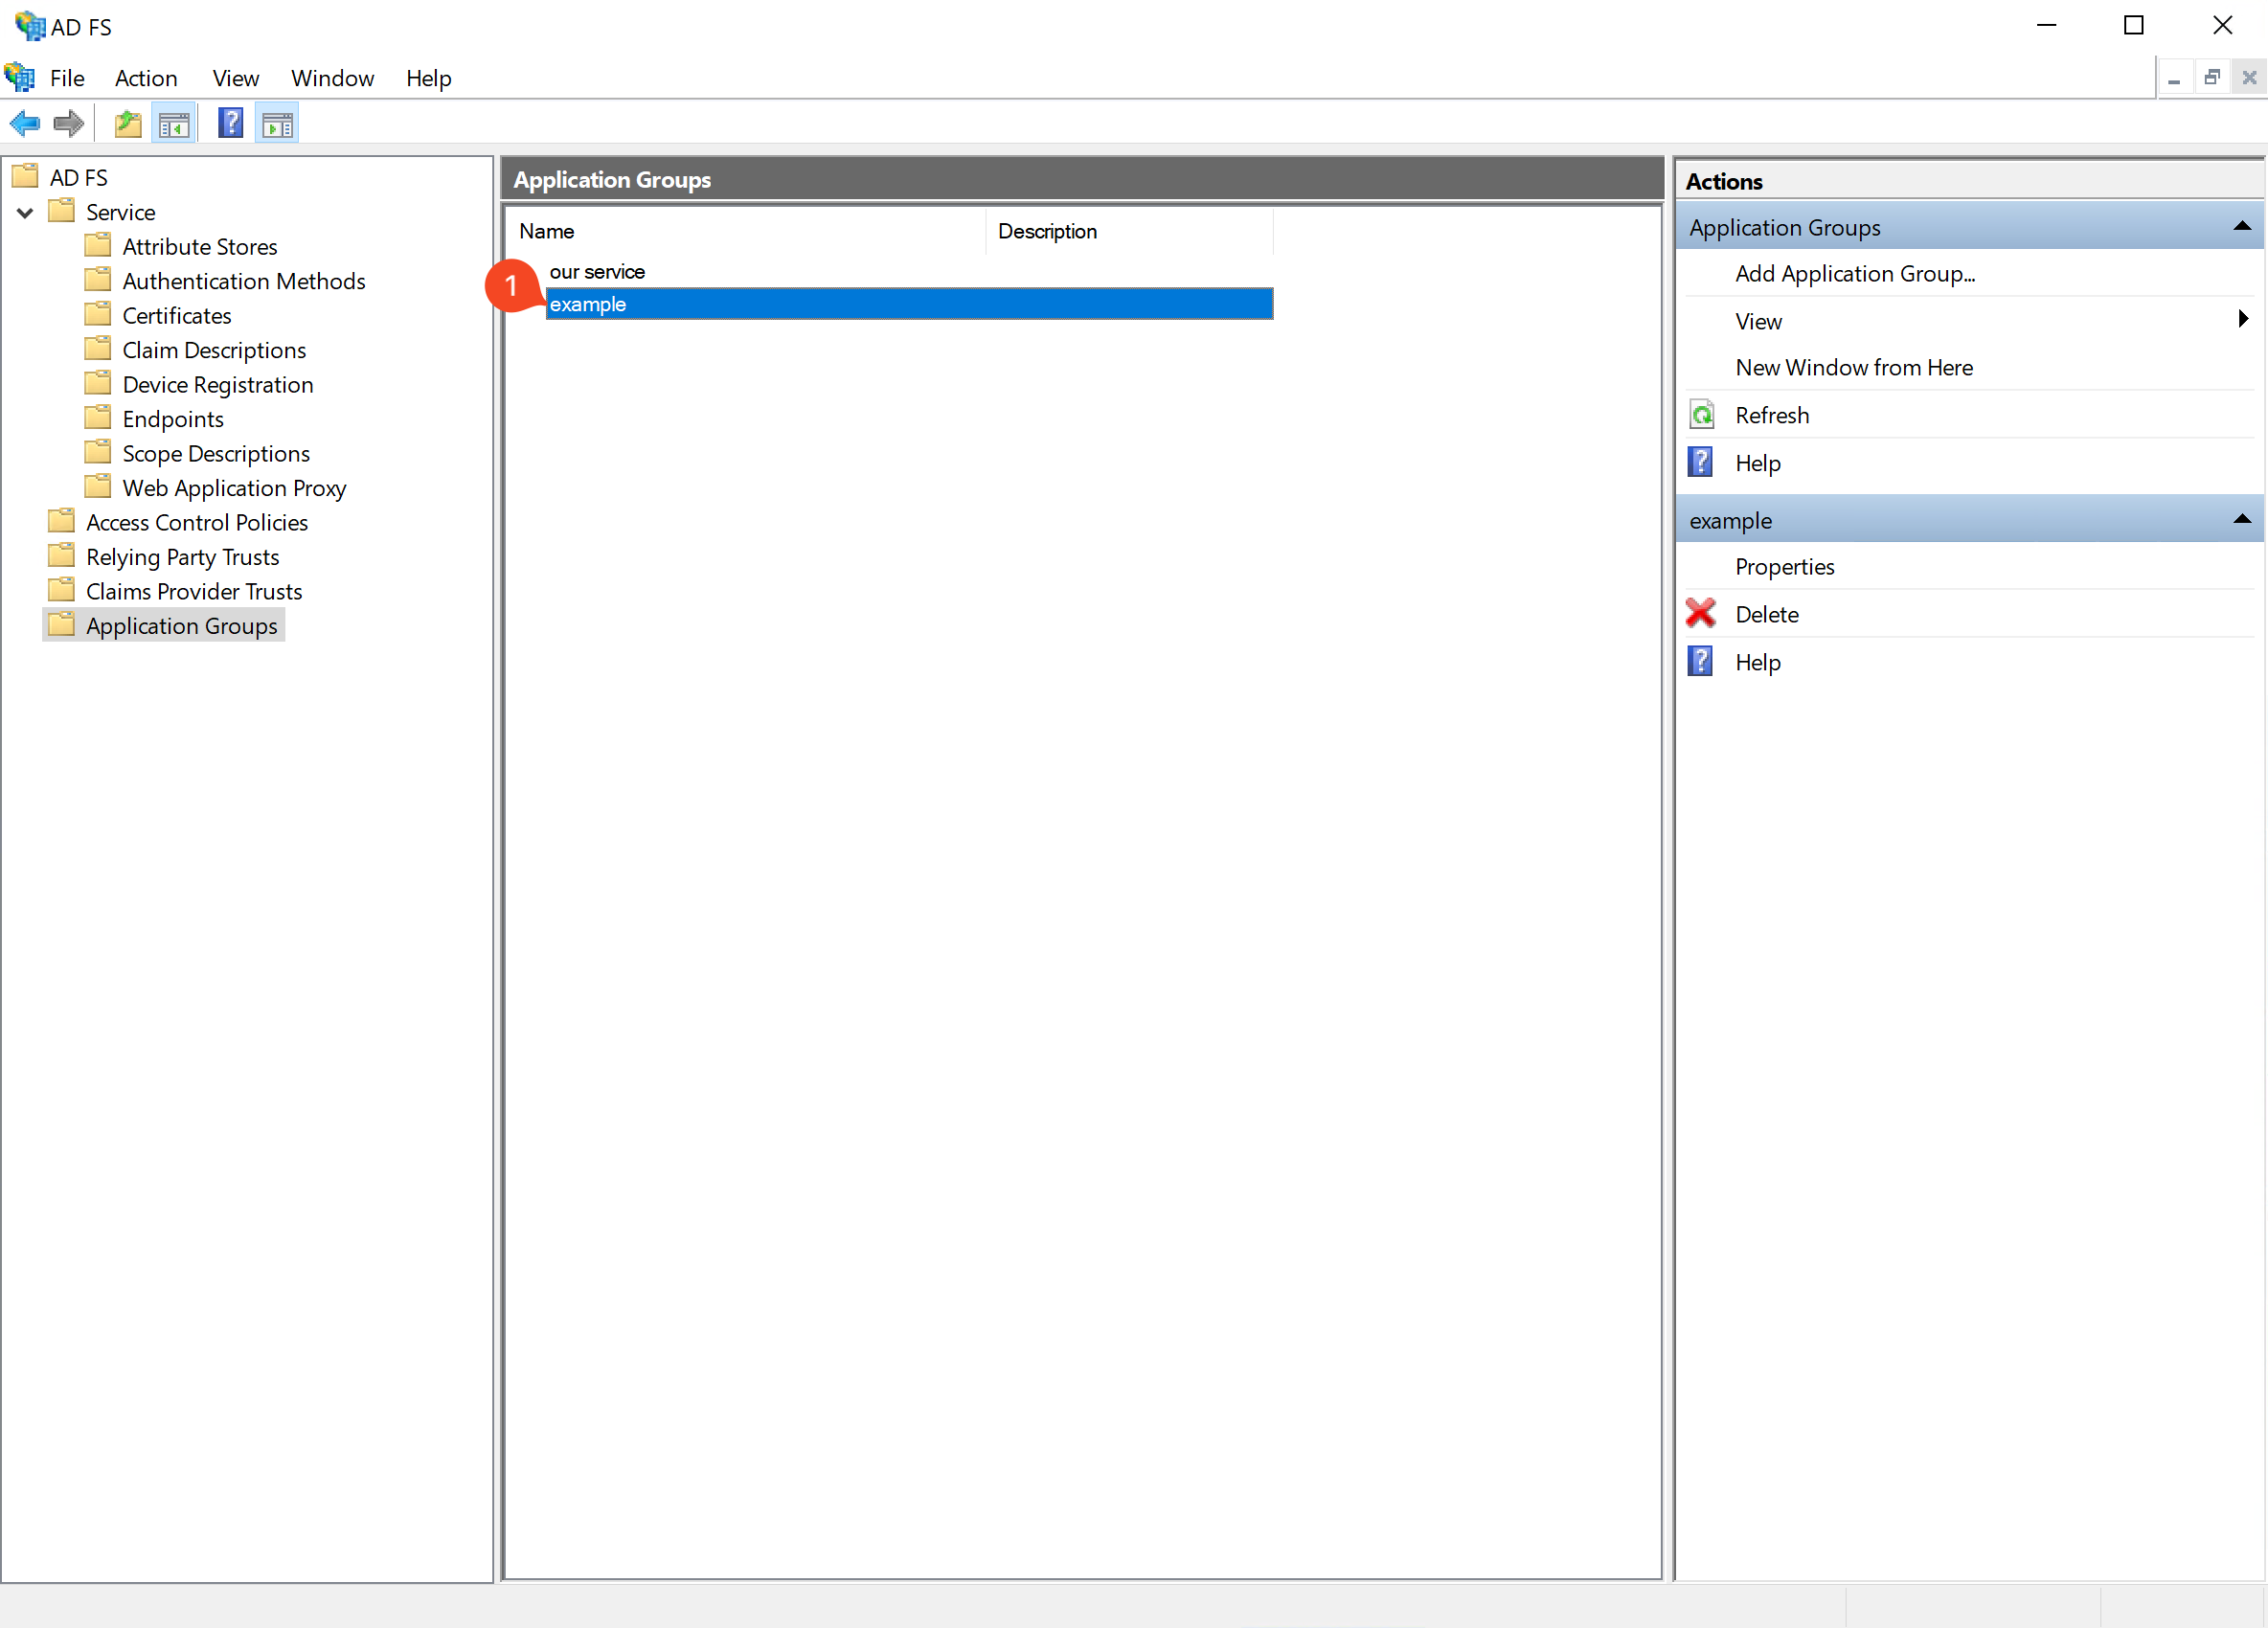 AD FS
File Action View Window Help
AD FS
Service
Attribute Stores
Authentication Methods
Certificates
Claim Descriptions
Device Registration
Endpoints
Scope Descriptions
Web Application Proxy
Access Control Policies
Relying Party Trusts
Claims Provider Trusts
Application Groups
Application Groups
Name Description
our service
1 example
Actions
Application Groups
Add Application Group...
View
New Window from Here
Refresh
Help
example
Properties
Delete
Help